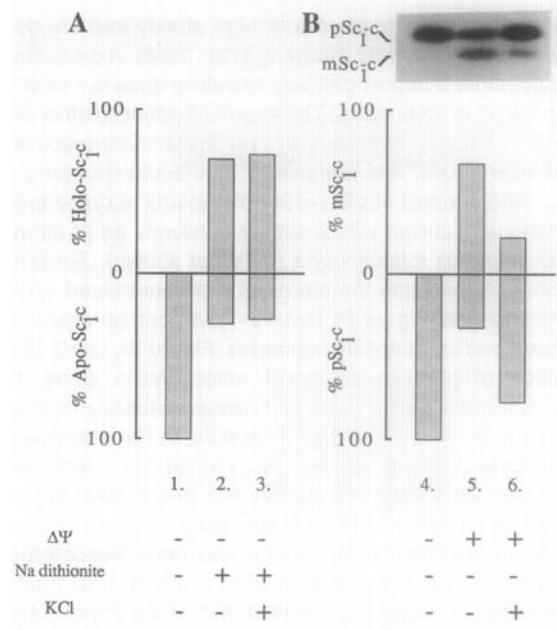 A
B
pSc₁-c
mSc₁-c
1
100
% Holo-Sc₁-c
0
% Apo-Sc₁-c
100
100
% mSc₁-c
0
% pSc₁-c
100
1. 2. 3. 4. 5. 6.
ΔΨ - - - - + +
Na dithionite - + + - - -
KCl - - + - - +